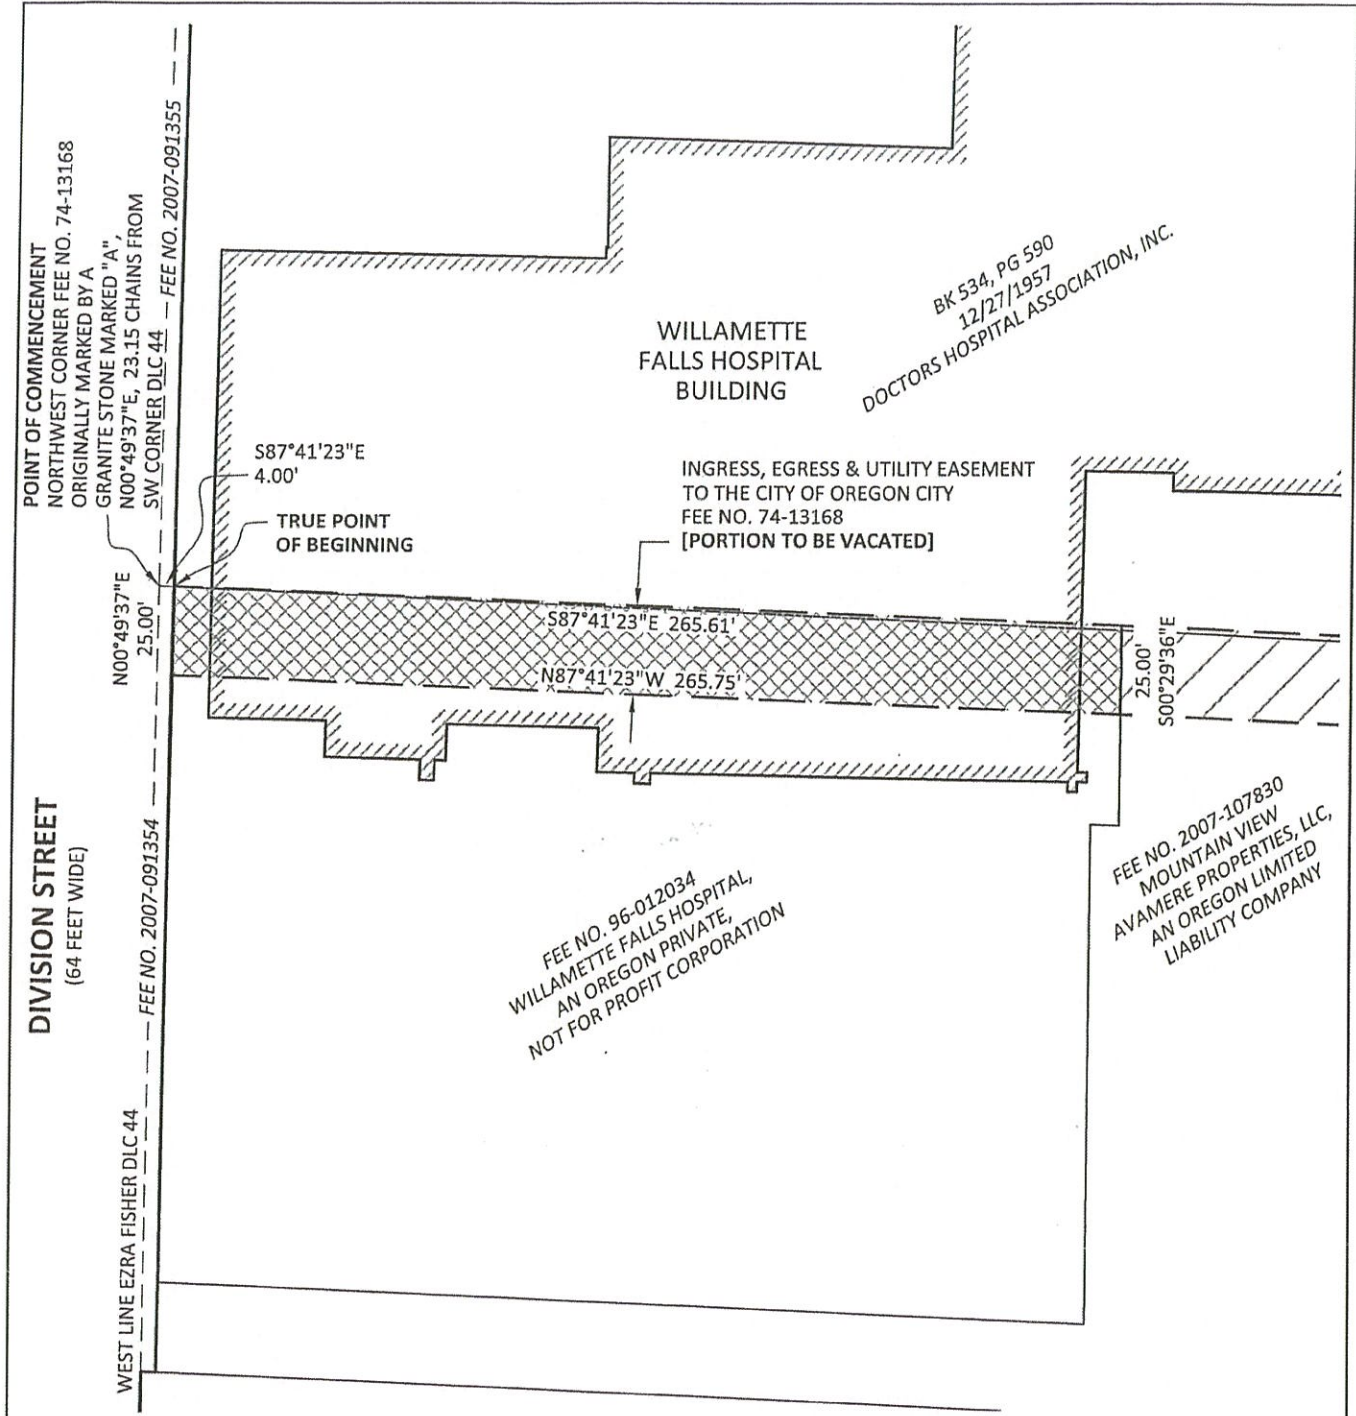 POINT OF COMMENCEMENT
NORTHWEST CORNER FEE NO. 74-13168
ORIGINALLY MARKED BY A
GRANITE STONE MARKED "A",
N00°49'37"E, 23.15 CHAINS FROM
SW CORNER DLC 44
FEE NO. 2007-091355
S87°41'23"E
4.00'
TRUE POINT
OF BEGINNING
WILLAMETTE
FALLS HOSPITAL
BUILDING
BK 534, PG 590
12/27/1957
DOCTORS HOSPITAL ASSOCIATION, INC.
INGRESS, EGRESS & UTILITY EASEMENT
TO THE CITY OF OREGON CITY
FEE NO. 74-13168
[PORTION TO BE VACATED]
N00°49'37"E
25.00'
S87°41'23"E 265.61'
N87°41'23"W 265.75'
25.00'
S00°29'36"E
DIVISION STREET
(64 FEET WIDE)
FEE NO. 2007-091354
WEST LINE EZRA FISHER DLC 44
FEE NO. 96-012034
WILLAMETTE FALLS HOSPITAL,
AN OREGON PRIVATE,
NOT FOR PROFIT CORPORATION
FEE NO. 2007-107830
MOUNTAIN VIEW
AVAMERE PROPERTIES, LLC,
AN OREGON LIMITED
LIABILITY COMPANY